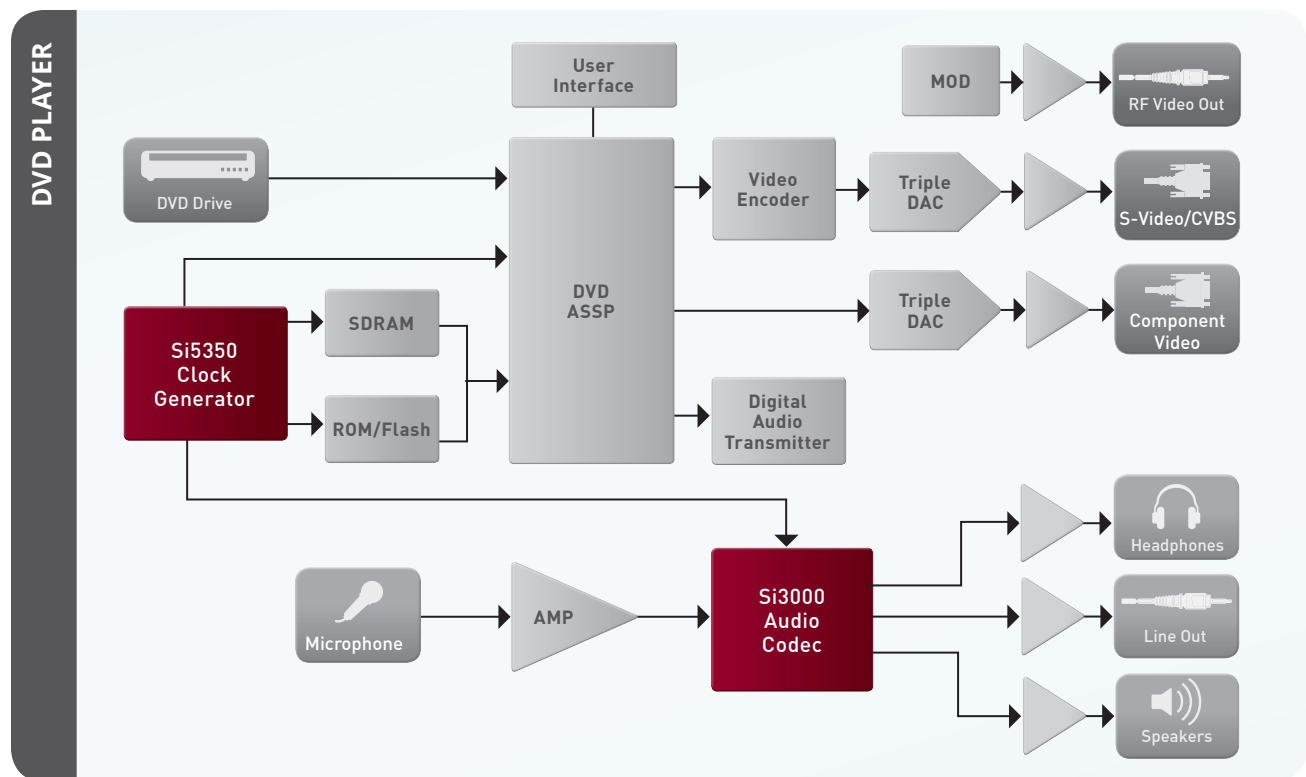 DVD PLAYER
User
Interface
MOD
RF Video Out
DVD Drive
Video
Encoder
Triple
DAC
S-Video/CVBS
DVD
ASSP
Triple
DAC
Component
Video
Si5350
Clock
Generator
SDRAM
ROM/Flash
Digital
Audio
Transmitter
Headphones
Microphone
AMP
Si3000
Audio
Codec
Line Out
Speakers